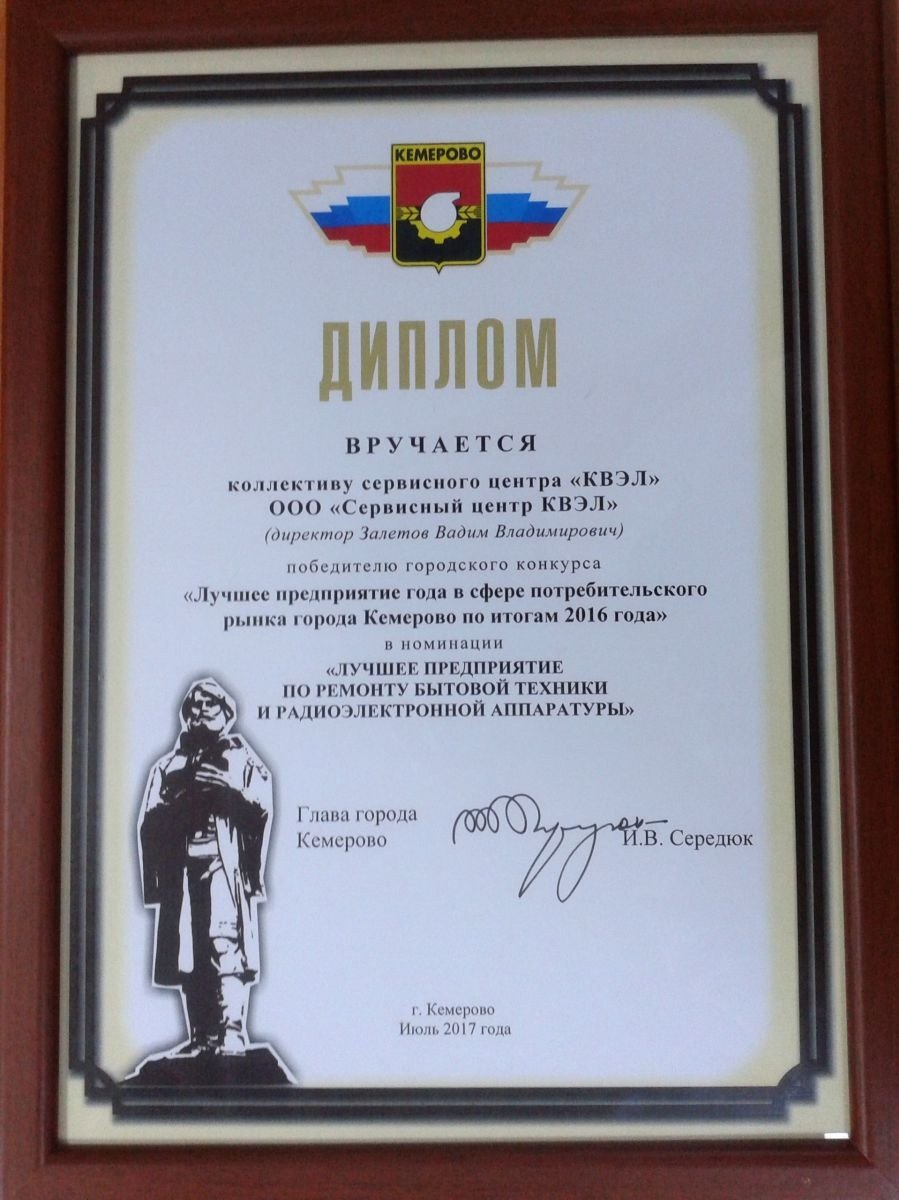 КЕМЕРОВО
ДИПЛОМ
ВРУЧАЕТСЯ
коллективу сервисного центра «КВЭЛ»
ООО «Сервисный центр КВЭЛ»
(директор Залетов Вадим Владимирович)
победителю городского конкурса
«Лучшее предприятие года в сфере потребительского
рынка города Кемерово по итогам 2016 года»
в номинации
«ЛУЧШЕЕ ПРЕДПРИЯТИЕ
ПО РЕМОНТУ БЫТОВОЙ ТЕХНИКИ
И РАДИОЭЛЕКТРОННОЙ АППАРАТУРЫ»
Глава города
Кемерово
И.В. Середюк
г. Кемерово
Июль 2017 года